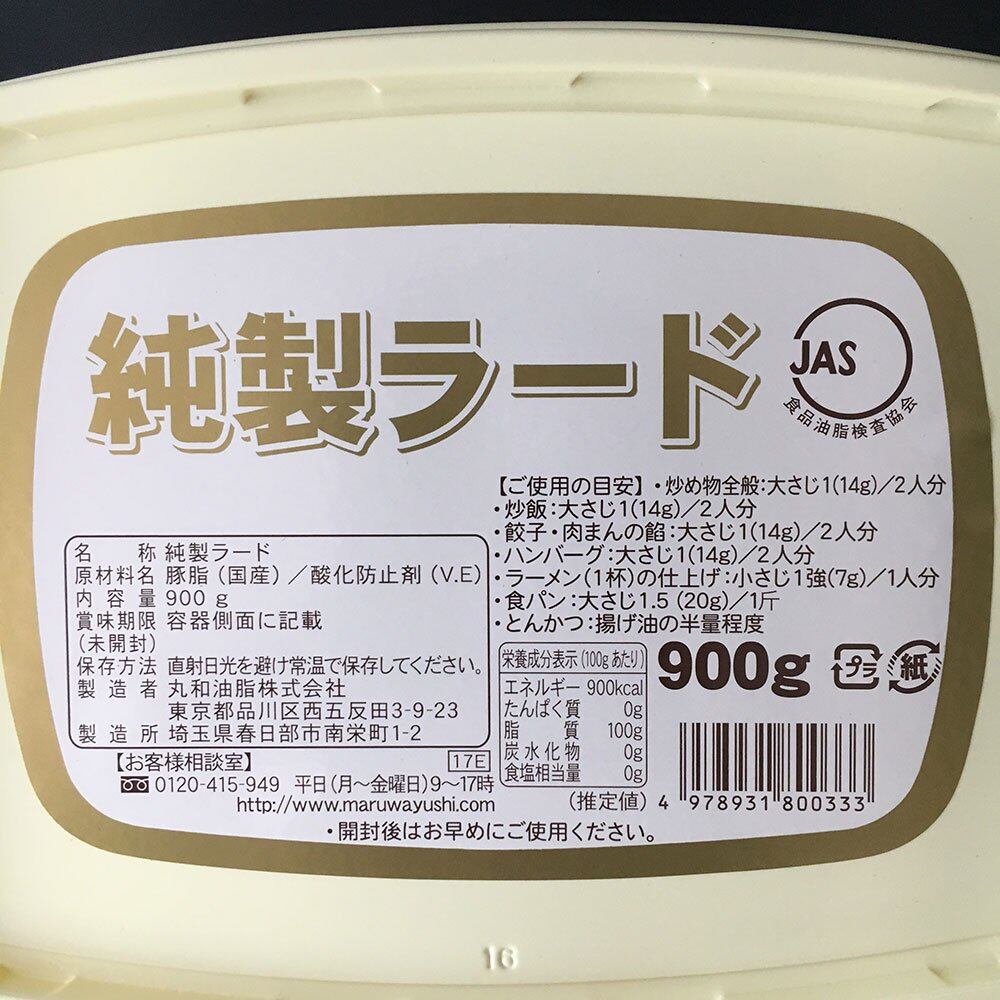 純製ラード
JAS
食品油脂検査協会
【ご使用の目安】・炒め物全般:大さじ1(14g)／2人分
・炒飯:大さじ1(14g)／2人分
・餃子・肉まんの餡:大さじ1(14g)／2人分
・ハンバーグ:大さじ1(14g)／2人分
・ラーメン(1杯)の仕上げ:小さじ1強(7g)／1人分
・食パン:大さじ1.5(20g)／1斤
・とんかつ:揚げ油の半量程度
名称 純製ラード
原材料名 豚脂(国産)／酸化防止剤(V.E)
内容量 900g
賞味期限 容器側面に記載
(未開封)
保存方法 直射日光を避け常温で保存してください。
製造者 丸和油脂株式会社
東京都品川区西五反田3-9-23
製造所 埼玉県春日部市南栄町1-2
【お客様相談室】 17E
0120-415-949 平日(月〜金曜日)9〜17時
http://www.maruwayushi.com
栄養成分表示(100gあたり)
エネルギー 900kcal
たんぱく質 0g
脂質 100g
炭水化物 0g
食塩相当量 0g
(推定値)
900g
プラ 紙
4 978931 800333
・開封後はお早めにご使用ください。
16